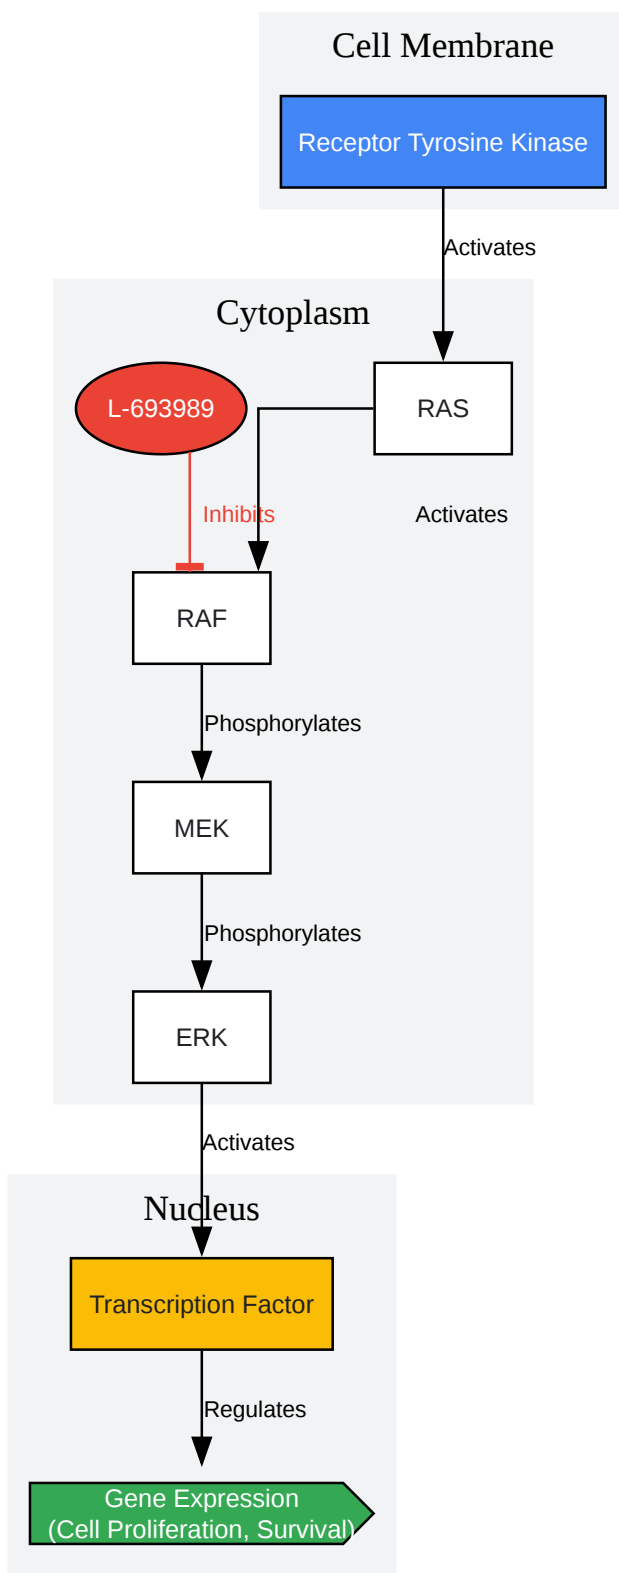 Cell Membrane
Receptor Tyrosine Kinase
Activates
Cytoplasm
L-693989
RAS
Inhibits
Activates
RAF
Phosphorylates
MEK
Phosphorylates
ERK
Activates
Nucleus
Transcription Factor
Regulates
Gene Expression
(Cell Proliferation, Survival)